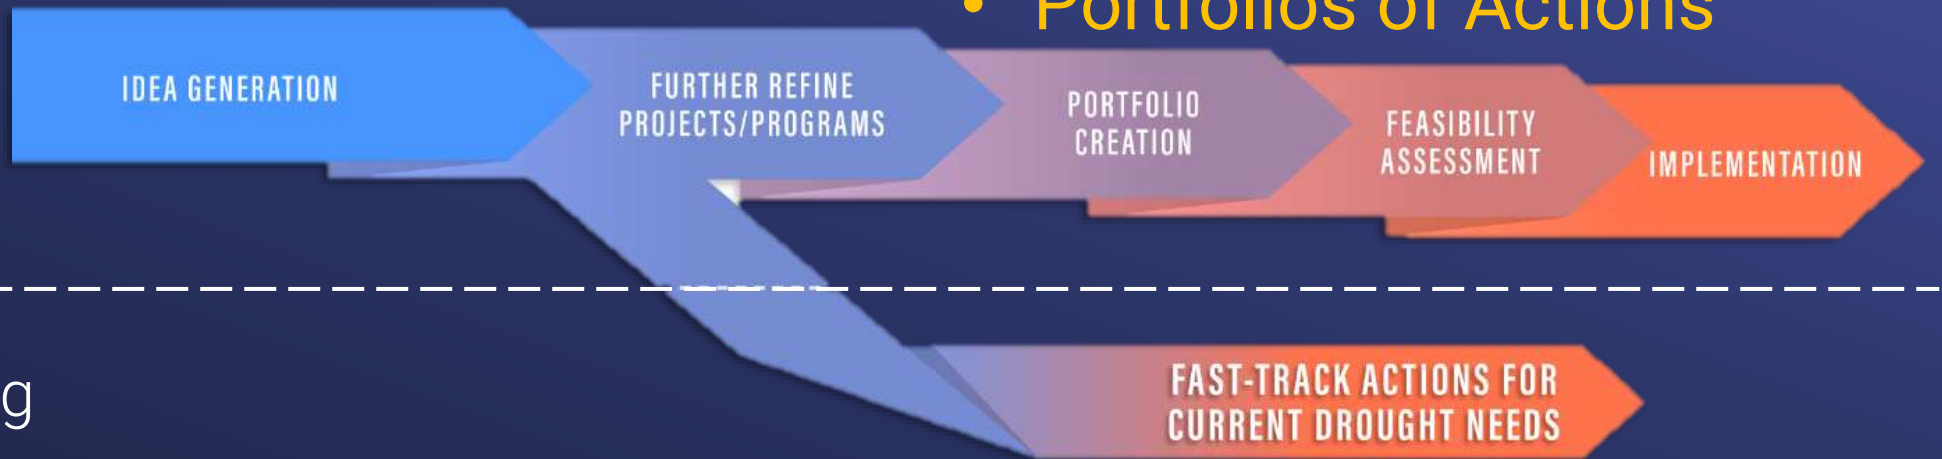 • Portfolios of Actions
IDEA GENERATION
FURTHER REFINE
PROJECTS/PROGRAMS
PORTFOLIO
CREATION
FEASIBILITY
ASSESSMENT
IMPLEMENTATION
g
FAST-TRACK ACTIONS FOR
CURRENT DROUGHT NEEDS